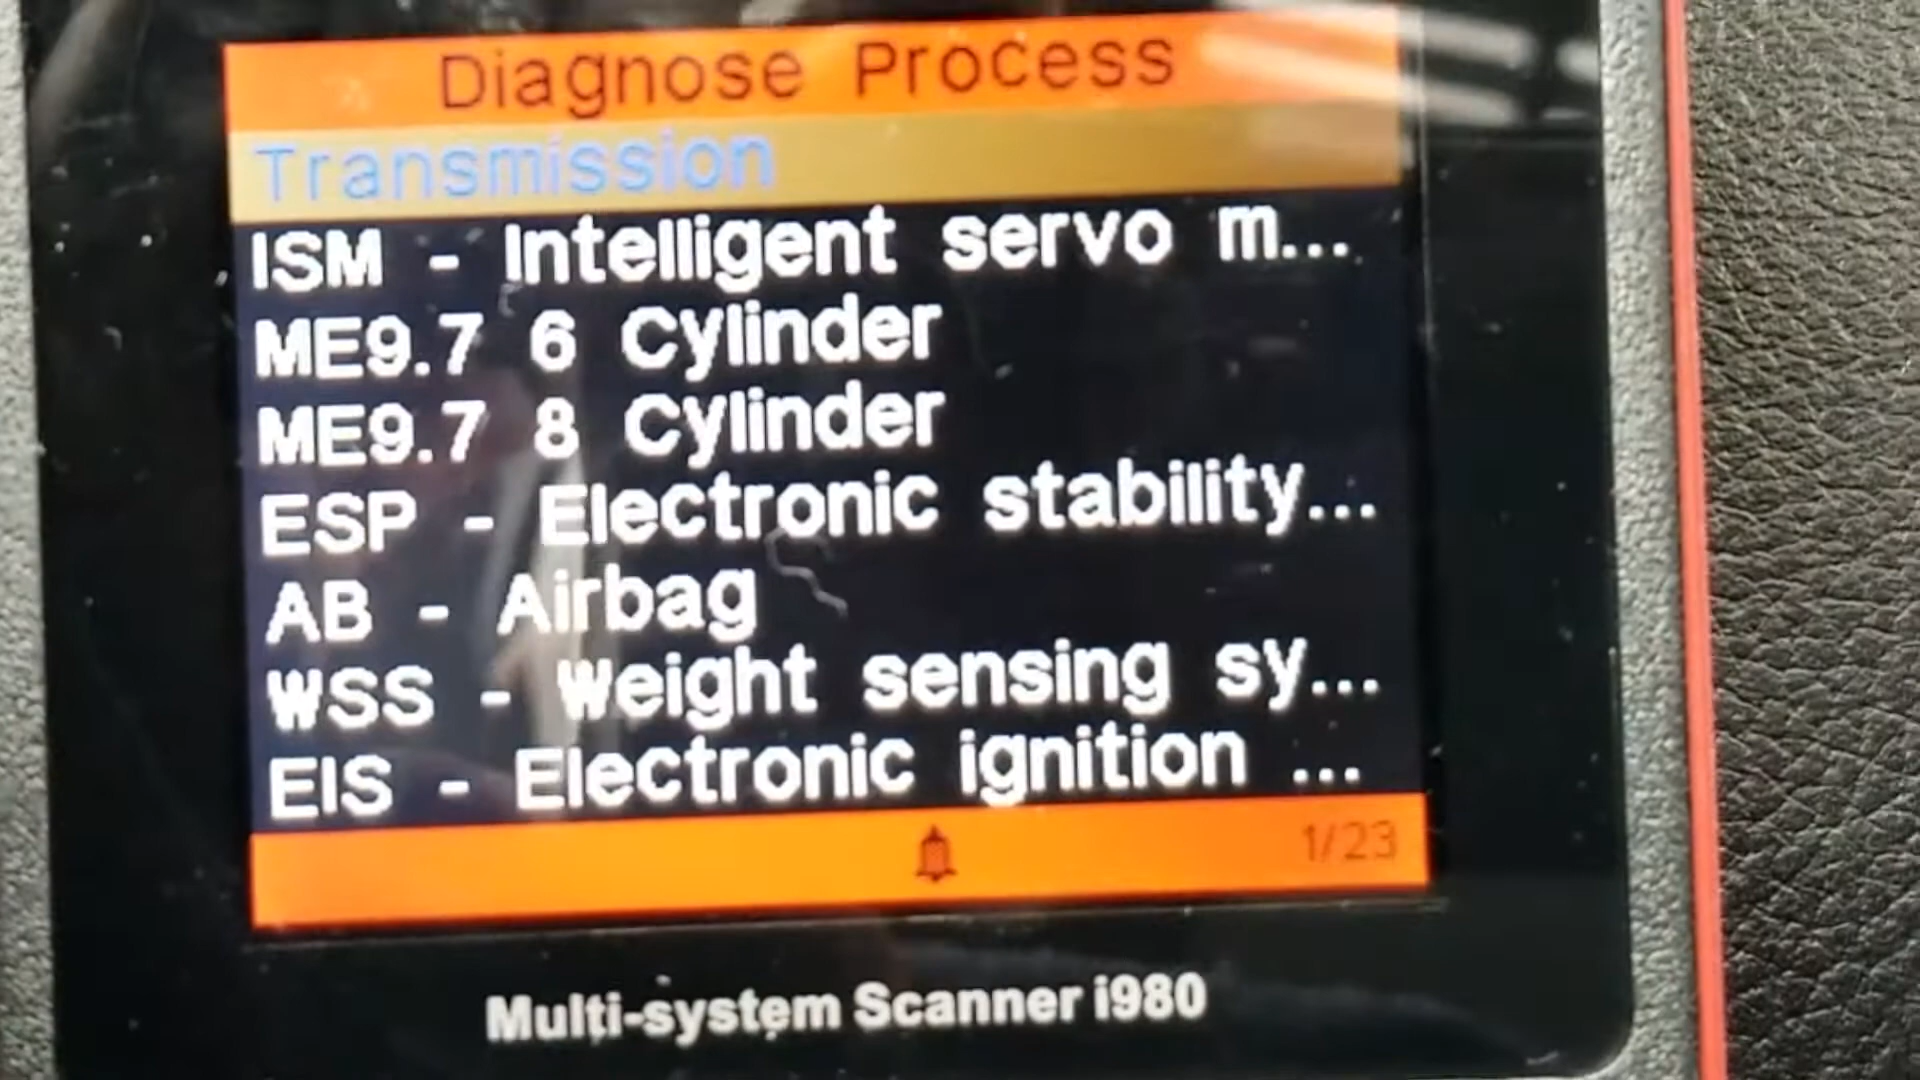 Diagnose Process
Transmission
ISM - Intelligent servo m...
ME9.7 6 Cylinder
ME9.7 8 Cylinder
ESP - Electronic stability...
AB - Airbag
WSS - Weight sensing sy...
EIS - Electronic ignition ...
1/23
Multi-system Scanner i980